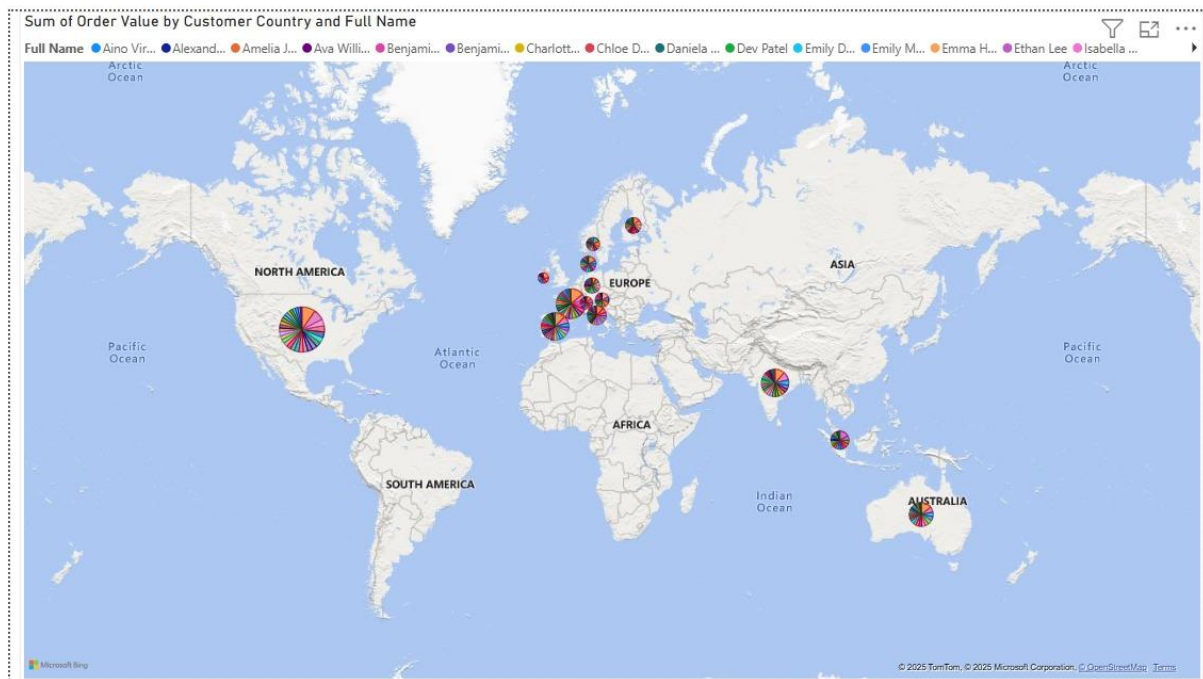 Sum of Order Value by Customer Country and Full Name
Full Name Aino Vir... Alexand... Amelia J... Ava Willi... Benjami... Benjami... Charlott... Chloe D... Daniela ... Dev Patel Emily D... Emily M... Emma H... Ethan Lee Isabella ...
Arctic
Ocean
Arctic
Ocean
NORTH AMERICA
EUROPE
ASIA
Pacific
Ocean
Atlantic
Ocean
Pacific
Ocean
AFRICA
SOUTH AMERICA
Indian
Ocean
AUSTRALIA
Microsoft Bing
© 2025 TomTom, © 2025 Microsoft Corporation, © OpenStreetMap Terms